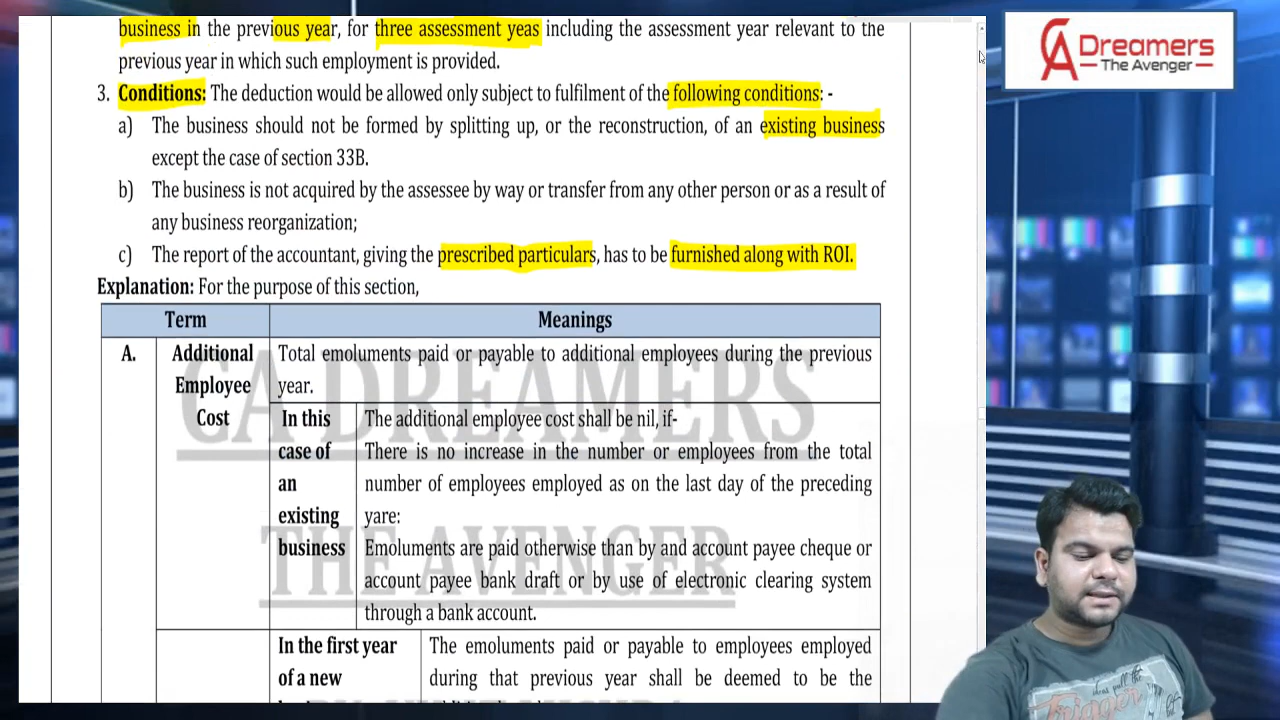 business in the previous year, for three assessment yeas including the assessment year relevant to the
previous year in which such employment is provided.
3. Conditions: The deduction would be allowed only subject to fulfilment of the following conditions: -
a) The business should not be formed by splitting up, or the reconstruction, of an existing business
except the case of section 33B.
b) The business is not acquired by the assessee by way or transfer from any other person or as a result of
any business reorganization;
c) The report of the accountant, giving the prescribed particulars, has to be furnished along with ROI.
Explanation: For the purpose of this section,
Term Meanings
A. Additional Employee Cost
Total emoluments paid or payable to additional employees during the previous
year.
In this
case of
an
existing
business
The additional employee cost shall be nil, if-
There is no increase in the number or employees from the total
number of employees employed as on the last day of the preceding
yare:
Emoluments are paid otherwise than by and account payee cheque or
account payee bank draft or by use of electronic clearing system
through a bank account.
In the first year
of a new
The emoluments paid or payable to employees employed
during that previous year shall be deemed to be the
CA DREAMERS
THE AVENGER
CA Dreamers
The Avenger
Trigger